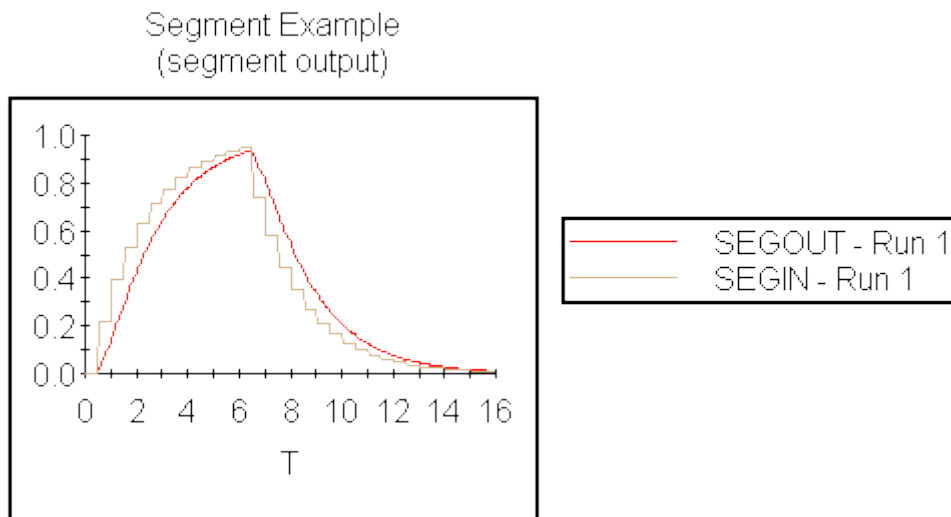 Segment Example
(segment output)
1.0
0.8
0.6
0.4
0.2
0.0
0 2 4 6 8 10 12 14 16
T
SEGOUT - Run 1
SEGIN - Run 1